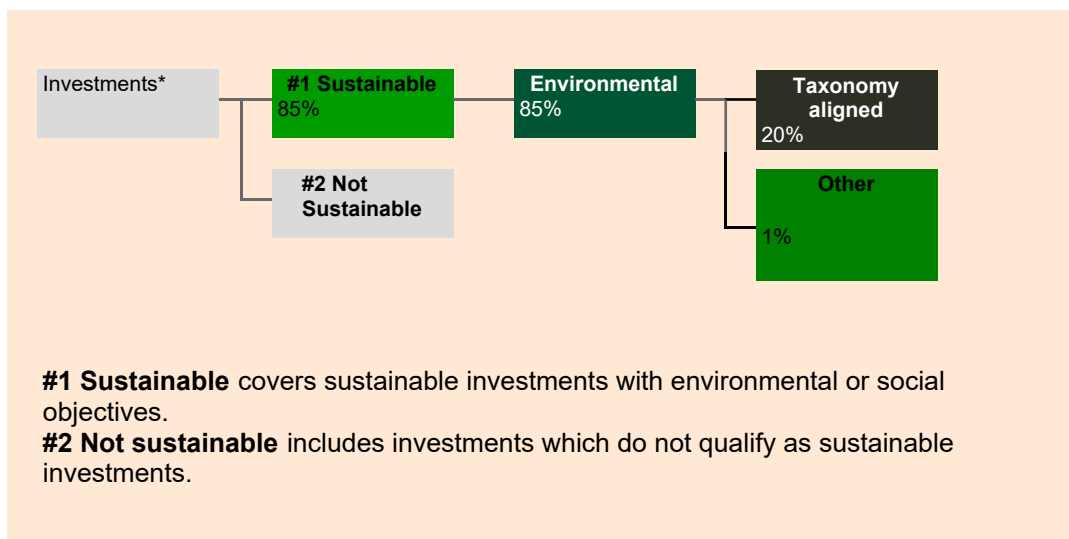 Investments*
#1 Sustainable
85%
Environmental
85%
Taxonomy
aligned
20%
#2 Not
Sustainable
Other
1%
#1 Sustainable covers sustainable investments with environmental or social
objectives.
#2 Not sustainable includes investments which do not qualify as sustainable
investments.